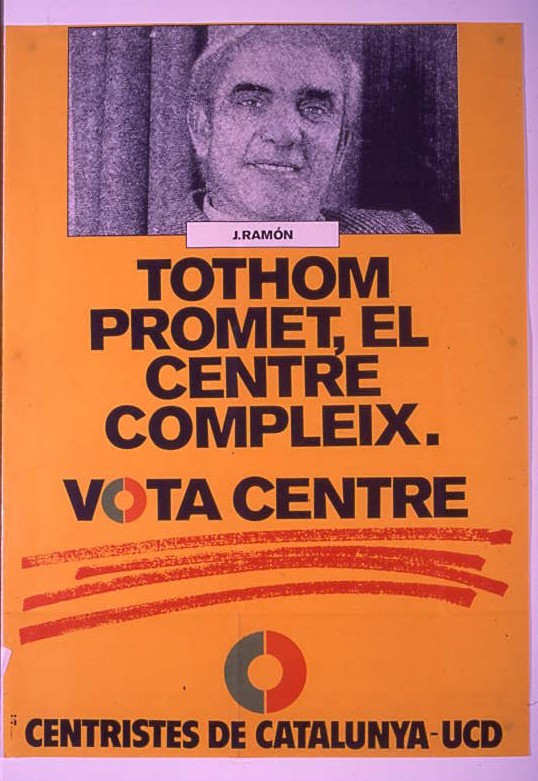 J.RAMÓN
TOTHOM
PROMET, EL
CENTRE
COMPLEIX.
VOTA CENTRE
CENTRISTES DE CATALUNYA-UCD